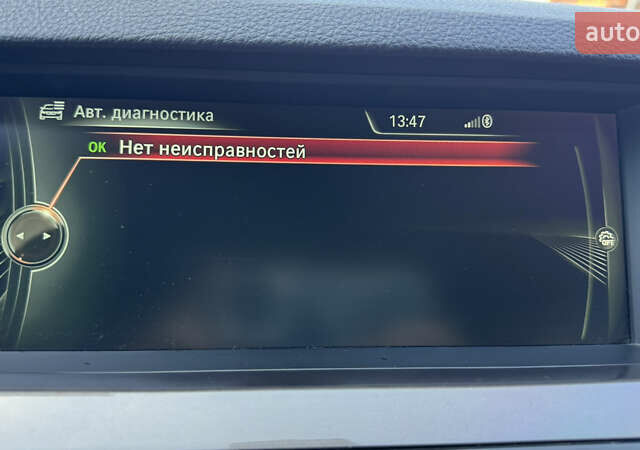 auto
Авт. диагностика
13:47
OK Нет неисправностей
OFF